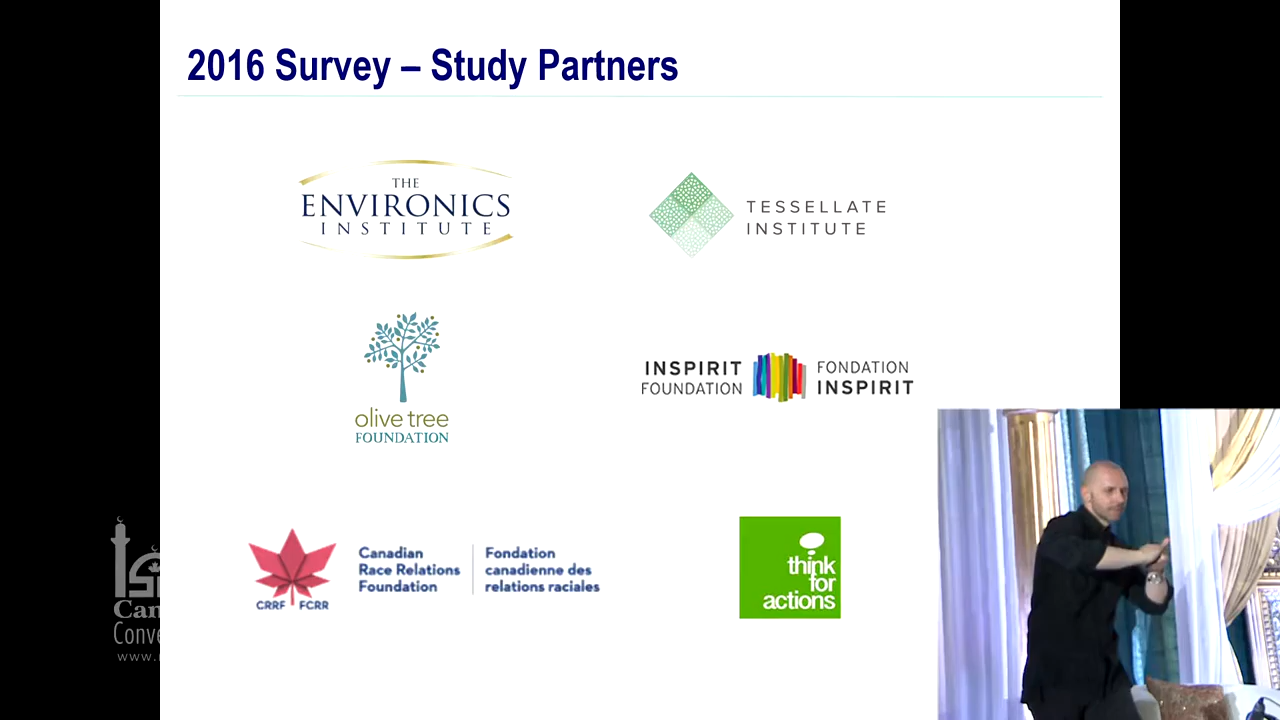 2016 Survey – Study Partners
THE
ENVIRONICS
INSTITUTE
TESSELLATE
INSTITUTE
olive tree
FOUNDATION
INSPIRIT
FOUNDATION
FONDATION
INSPIRIT
CRRF FCRR
Canadian
Race Relations
Foundation
Fondation
canadienne des
relations raciales
think
for
actions